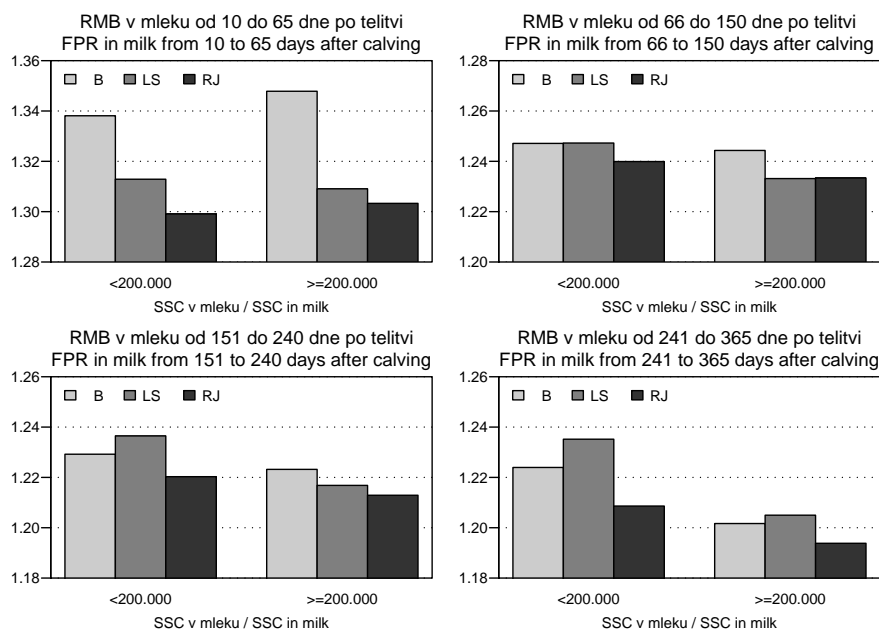 RMB v mleku od 10 do 65 dne po telitvi
FPR in milk from 10 to 65 days after calving
1.36
1.34
1.32
1.30
1.28
B LS RJ
<200.000 >=200.000
SSC v mleku / SSC in milk
RMB v mleku od 66 do 150 dne po telitvi
FPR in milk from 66 to 150 days after calving
1.28
1.26
1.24
1.22
1.20
B LS RJ
<200.000 >=200.000
SSC v mleku / SSC in milk
RMB v mleku od 151 do 240 dne po telitvi
FPR in milk from 151 to 240 days after calving
1.26
1.24
1.22
1.20
1.18
B LS RJ
<200.000 >=200.000
SSC v mleku / SSC in milk
RMB v mleku od 241 do 365 dne po telitvi
FPR in milk from 241 to 365 days after calving
1.26
1.24
1.22
1.20
1.18
B LS RJ
<200.000 >=200.000
SSC v mleku / SSC in milk